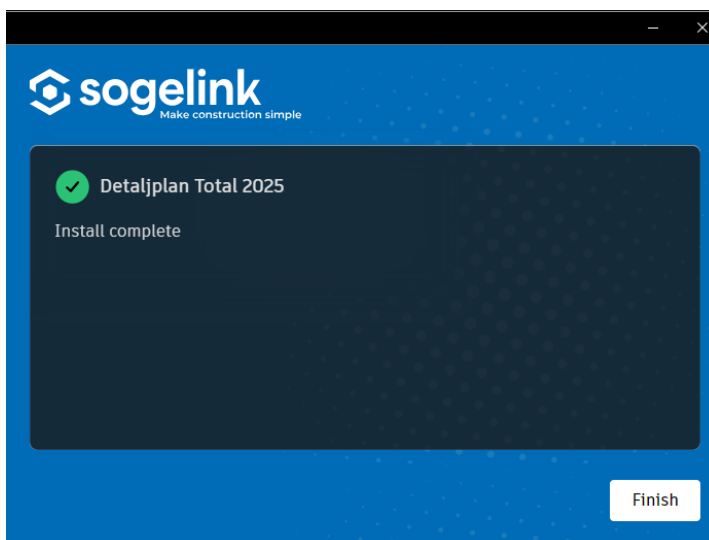 sogelink
Make construction simple
Detaljplan Total 2025
Install complete
Finish